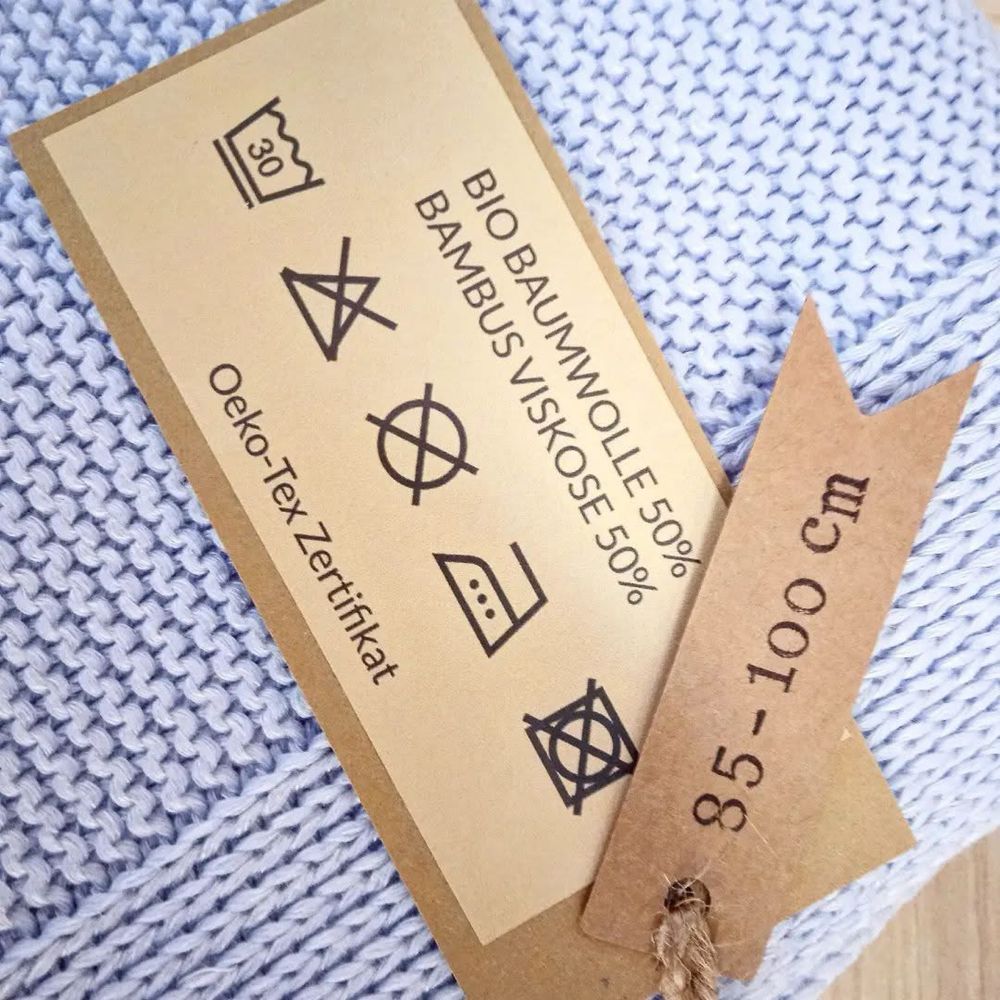 BIO BAUMWOLLE 50%
BAMBUS VISKOSE 50%
30
Oeko-Tex Zertifikat
85-100 cm